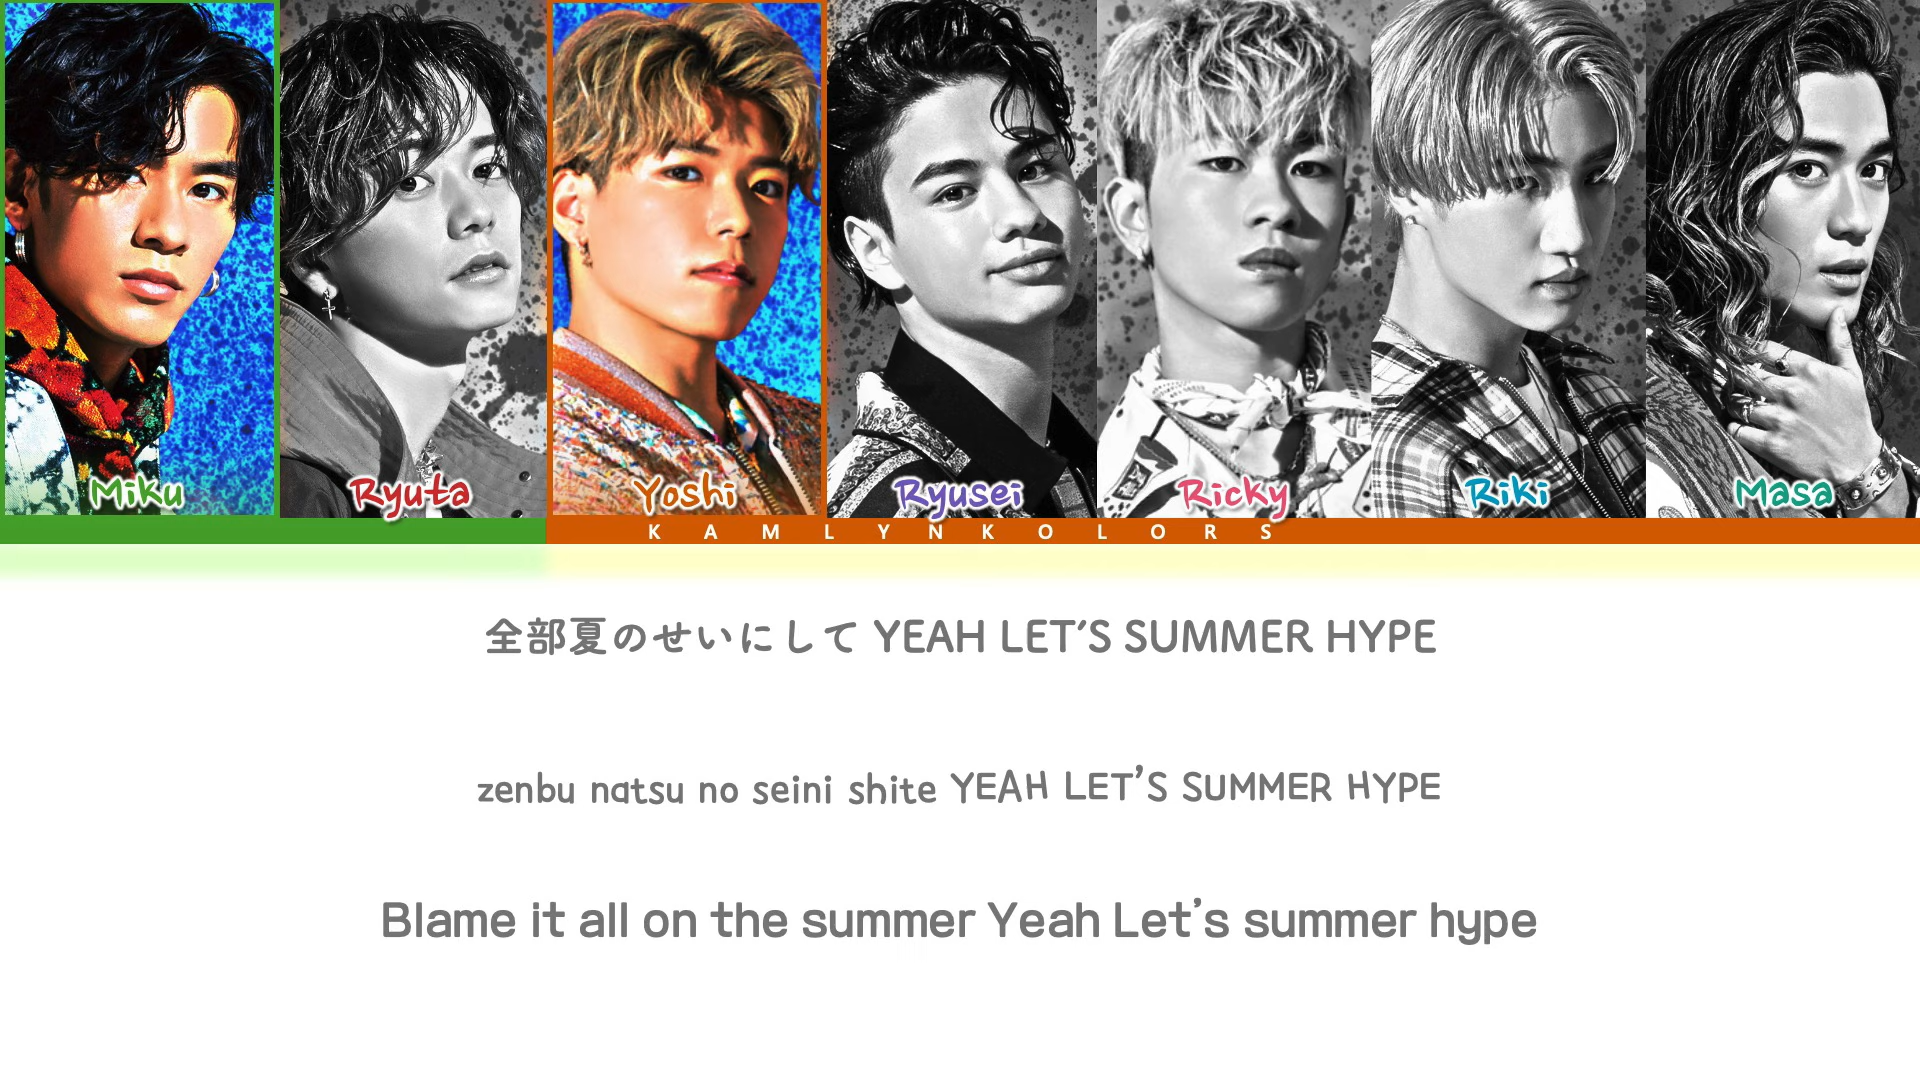 Miku Ryuta Yoshi Ryusei Ricky Riki Masa
KAMLYNKOLORS
全部夏のせいにして YEAH LET'S SUMMER HYPE
zenbu natsu no seini shite YEAH LET'S SUMMER HYPE
Blame it all on the summer Yeah Let's summer hype